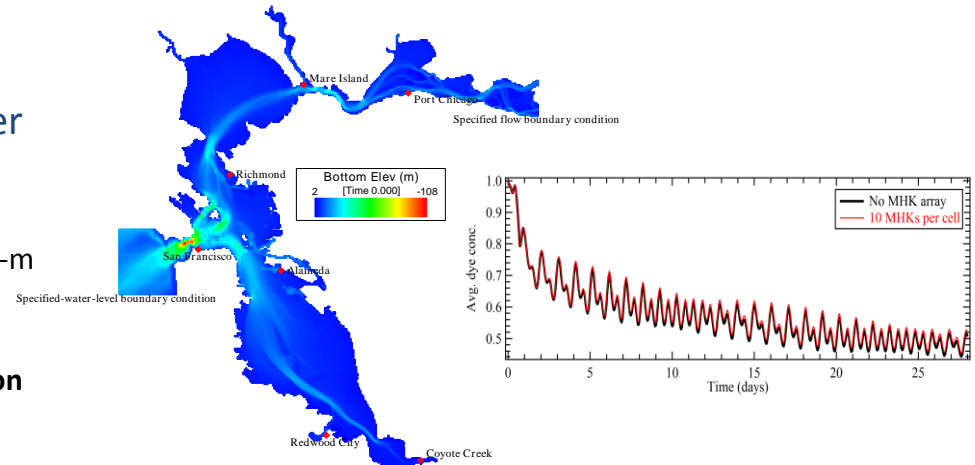 er
-m
on
Mare Island
Port Chicago
Specified flow boundary condition
Richmond
Bottom Elev (m)
2 [Time 0.000] -108
San Francisco
Alameda
Specified-water-level boundary condition
Redwood City
Coyote Creek
No MHK array
10 MHKs per cell
Avg. dye conc.
1.0
0.9
0.8
0.7
0.6
0.5
0 5 10 15 20 25
Time (days)